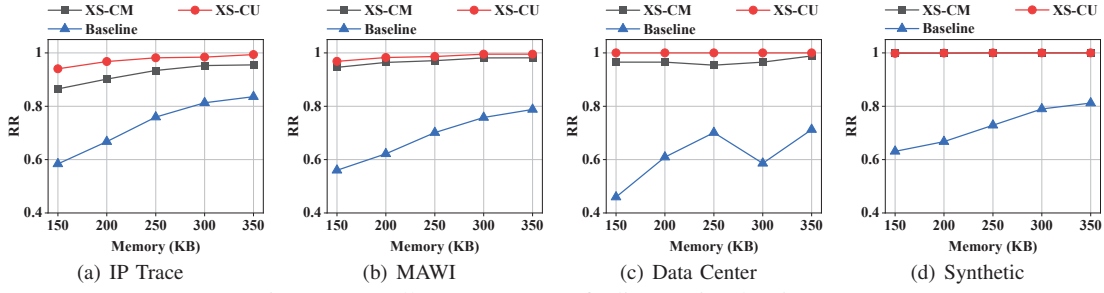 XS-CM XS-CU
Baseline
1
0.8
0.6
0.4
RR
150 200 250 300 350
Memory (KB)
(a) IP Trace
XS-CM XS-CU
Baseline
1
0.8
0.6
0.4
RR
150 200 250 300 350
Memory (KB)
(b) MAWI
XS-CM XS-CU
Baseline
1
0.8
0.6
0.4
RR
150 200 250 300 350
Memory (KB)
(c) Data Center
XS-CM XS-CU
Baseline
1
0.8
0.6
0.4
RR
150 200 250 300 350
Memory (KB)
(d) Synthetic